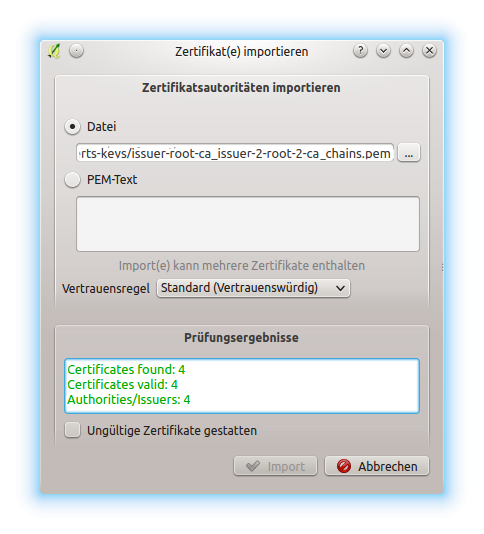 Zertifikat(e) importieren
Zertifikatsautoritäten importieren
Datei
rts-keys/issuer-root-ca_issuer-2-root-2-ca_chains.pem
...
PEM-Text
Import(e) kann mehrere Zertifikate enthalten
Vertrauensregel Standard (Vertrauenswürdig)
Prüfungsergebnisse
Certificates found: 4
Certificates valid: 4
Authorities/Issuers: 4
Ungültige Zertifikate gestatten
Import Abbrechen